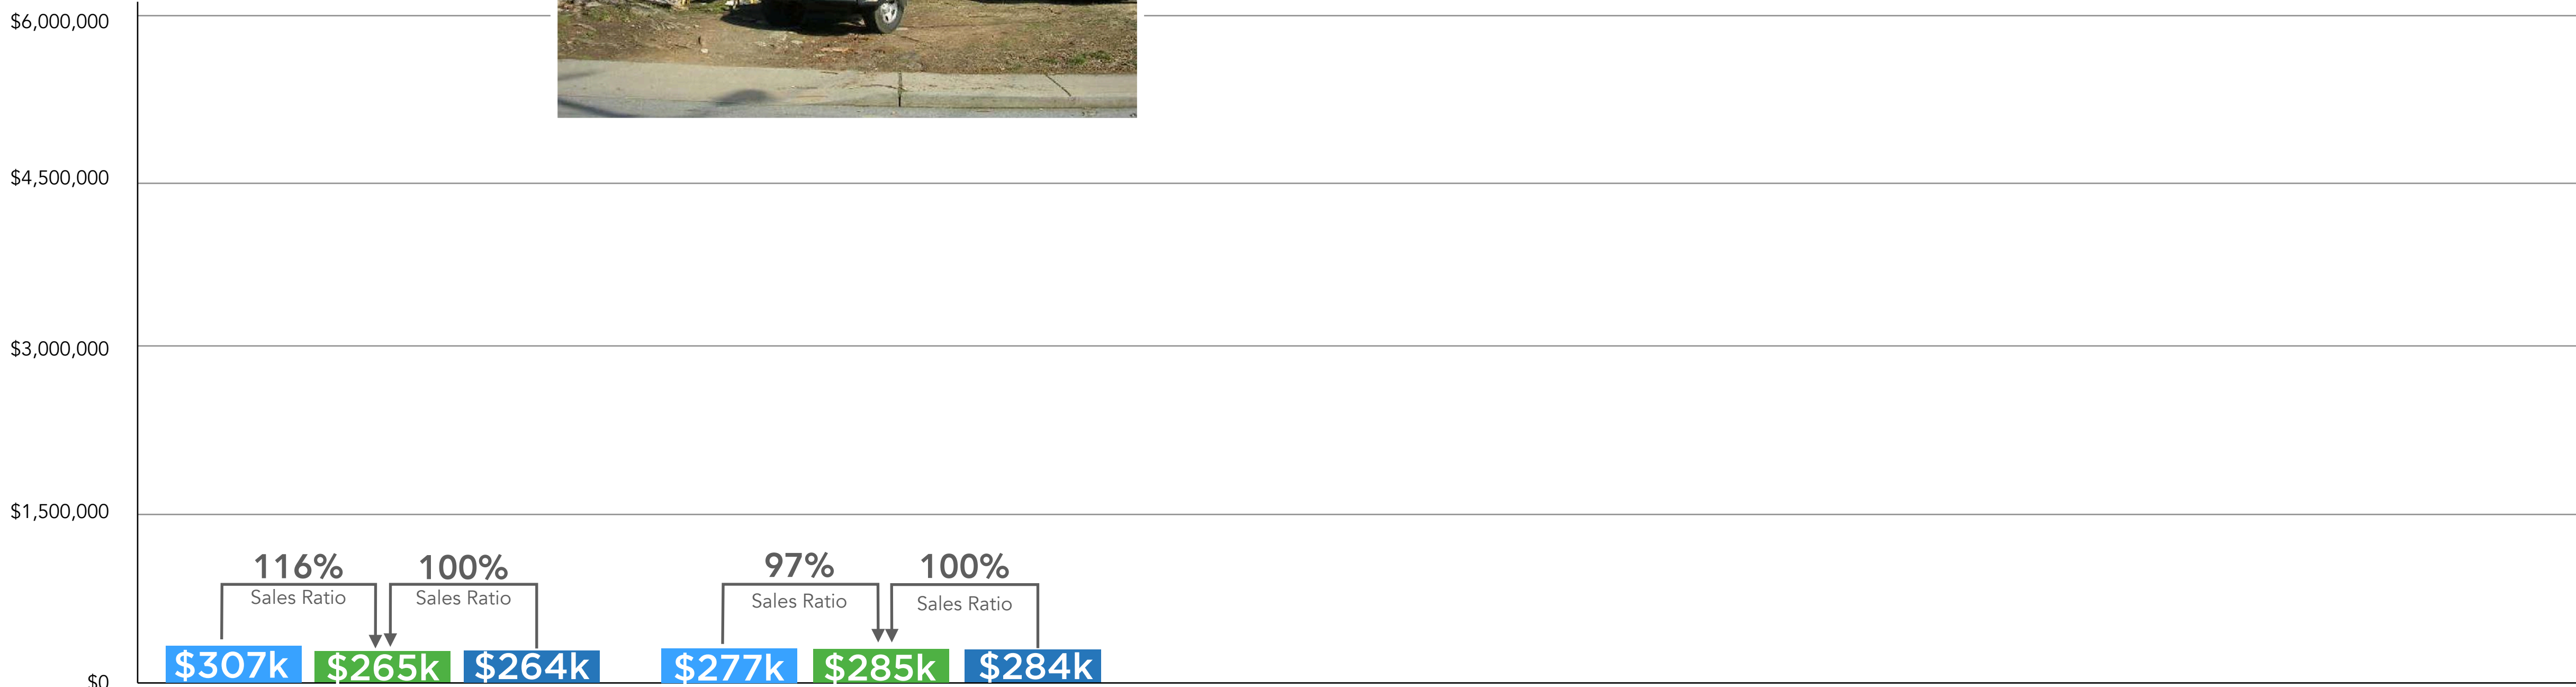 $6,000,000
$4,500,000
$3,000,000
$1,500,000
$0
116%
Sales Ratio
100%
Sales Ratio
97%
Sales Ratio
100%
Sales Ratio
$307k
$265k
$264k
$277k
$285k
$284k